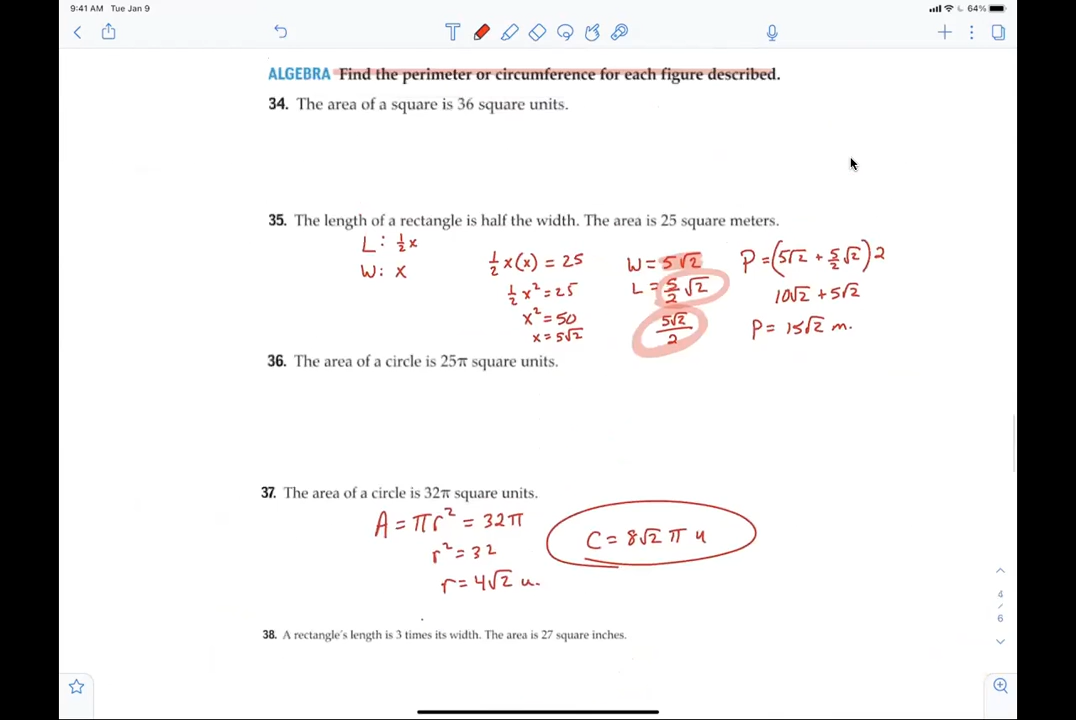 9:41 AM Tue Jan 9
64%
T
ALGEBRA Find the perimeter or circumference for each figure described.
34. The area of a square is 36 square units.
35. The length of a rectangle is half the width. The area is 25 square meters.
L: ½x
W: x
½x(x) = 25
½x² = 25
x² = 50
x = 5√2
W = 5√2
L = 5/2 √2
5√2/2
P = (5√2 + 5/2 √2) 2
10√2 + 5√2
P = 15√2 m.
36. The area of a circle is 25π square units.
37. The area of a circle is 32π square units.
A = πr² = 32π
r² = 32
r = 4√2 u.
C = 8√2 π u
38. A rectangle's length is 3 times its width. The area is 27 square inches.
4
/
6